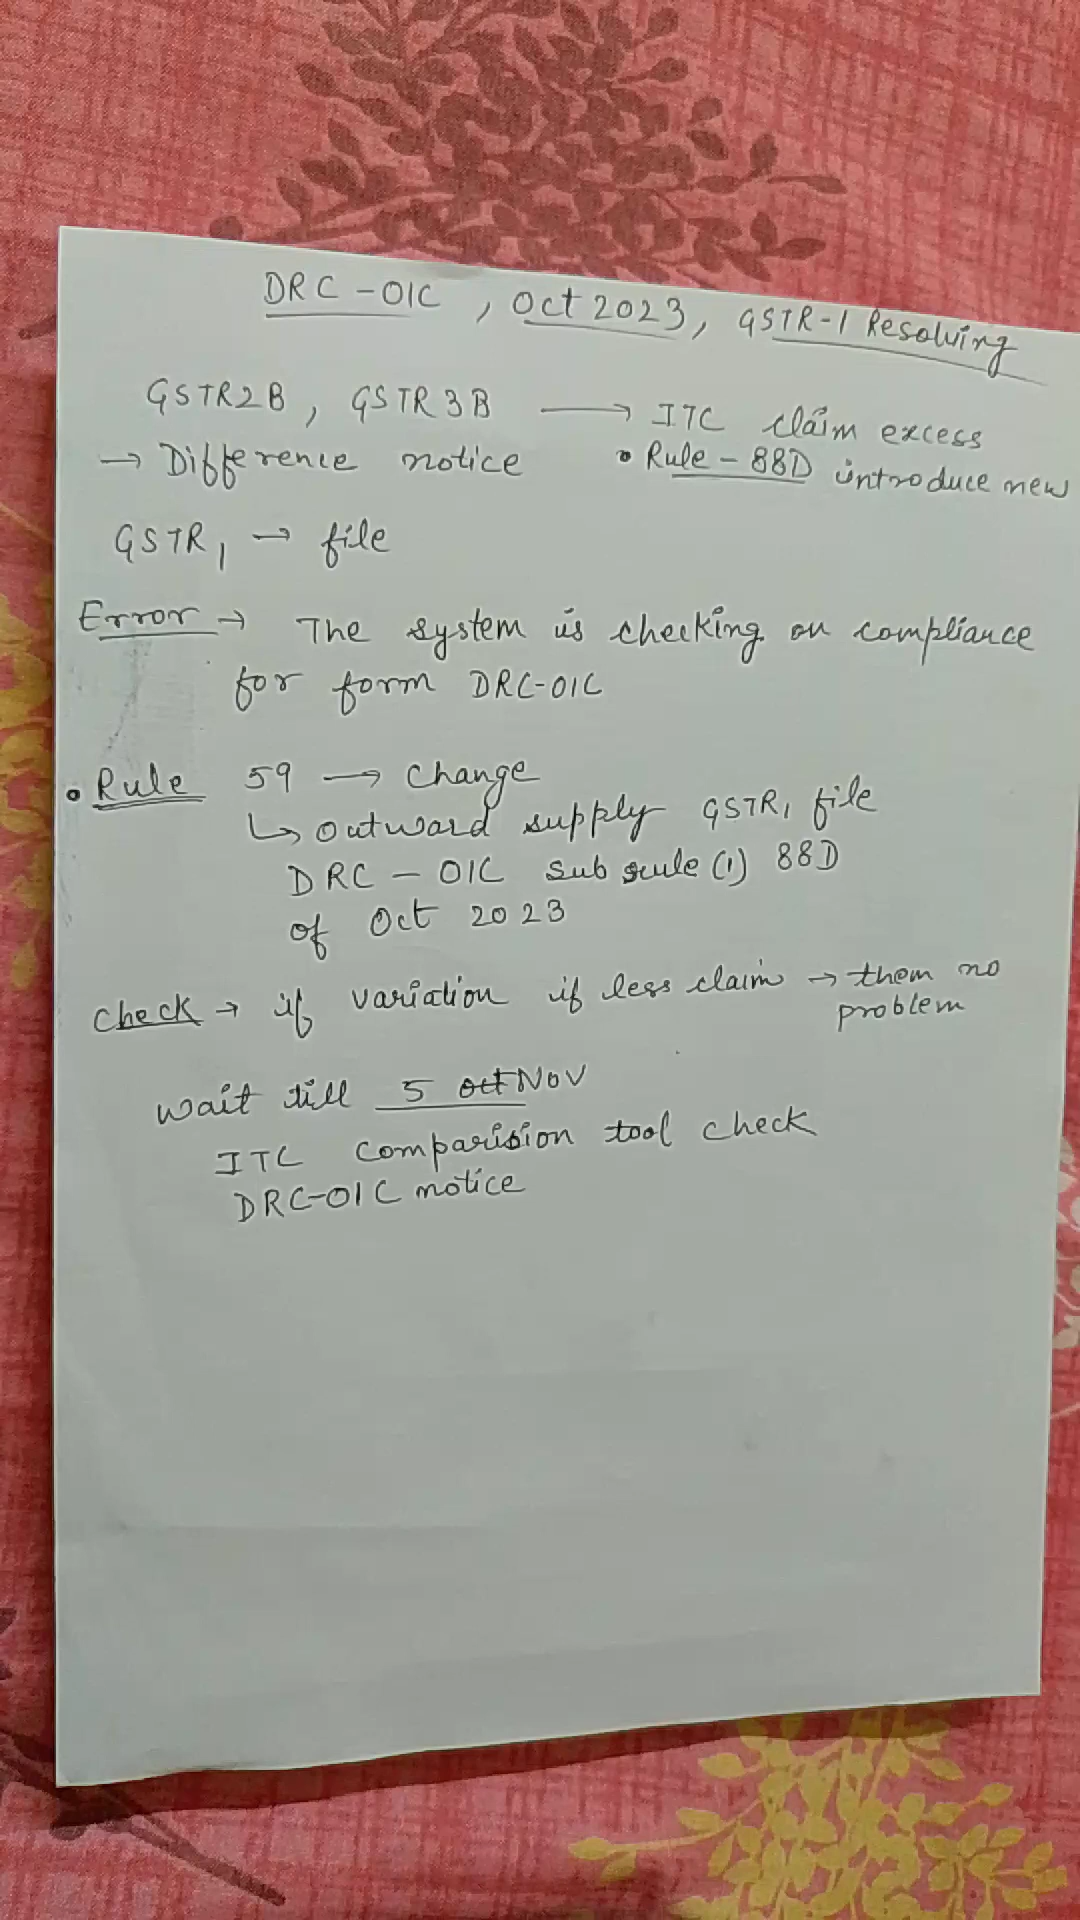 DRC-01C, Oct 2023, GSTR-1 Resolving
GSTR2B, GSTR3B → ITC claim excess
→ Difference notice • Rule-88D introduce new
GSTR1 → file
Error → The system is checking on compliance
for form DRC-01C
• Rule 59 → Change
↳ outward supply GSTR1 file
DRC-01C Sub rule (1) 88D
of Oct 2023
Check → if variation if less claim → them no
problem
wait till 5 oct Nov
ITC comparision tool check
DRC-01C notice